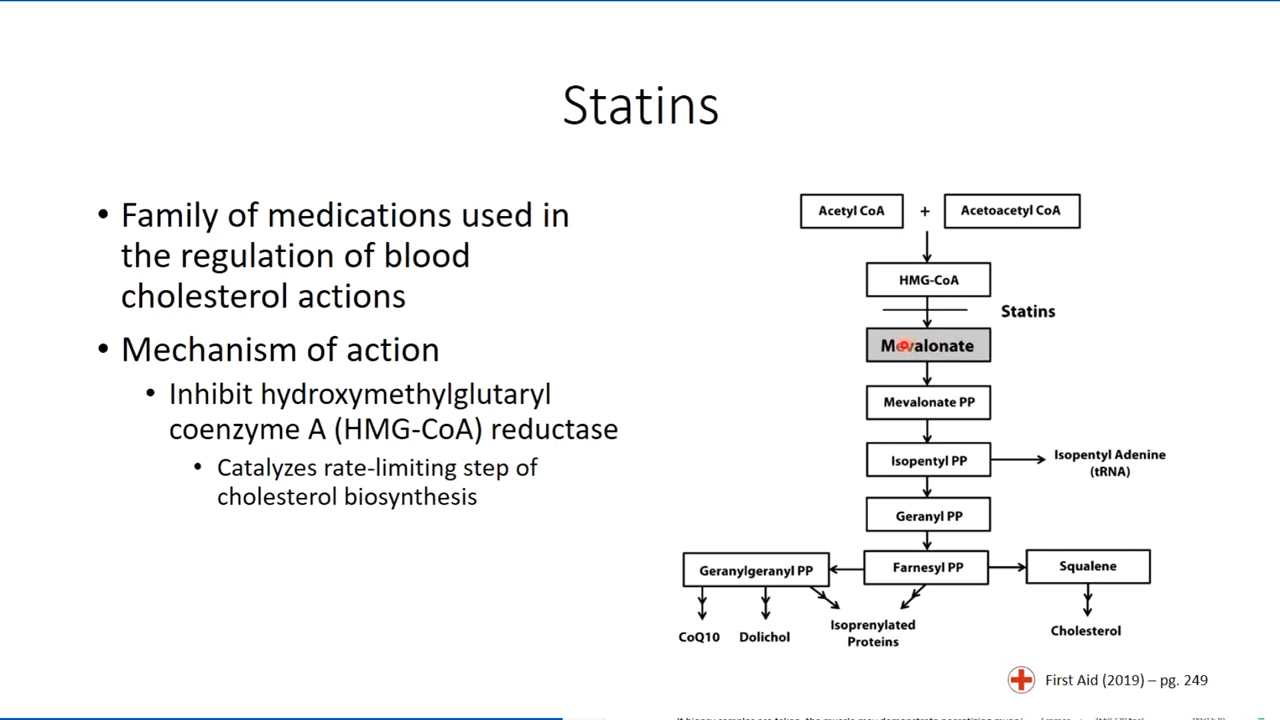 Statins
• Family of medications used in
the regulation of blood
cholesterol actions
• Mechanism of action
• Inhibit hydroxymethylglutaryl
coenzyme A (HMG-CoA) reductase
• Catalyzes rate-limiting step of
cholesterol biosynthesis
Acetyl CoA + Acetoacetyl CoA
HMG-CoA
Statins
Mevalonate
Mevalonate PP
Isopentyl PP
Isopentyl Adenine
(tRNA)
Geranyl PP
Geranylgeranyl PP
Farnesyl PP
Squalene
CoQ10
Dolichol
Isoprenylated
Proteins
Cholesterol
First Aid (2019) – pg. 249